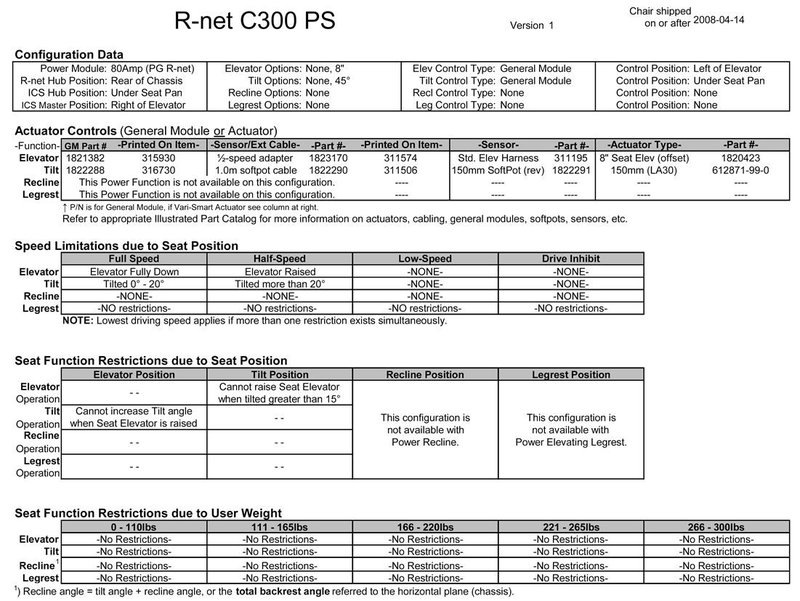 R-net C300 PS
Version 1
Chair shipped
on or after 2008-04-14
Configuration Data
Power Module: 80Amp (PG R-net) Elevator Options: None, 8" Elev Control Type: General Module Control Position: Left of Elevator
R-net Hub Position: Rear of Chassis Tilt Options: None, 45° Tilt Control Type: General Module Control Position: Under Seat Pan
ICS Hub Position: Under Seat Pan Recline Options: None Recl Control Type: None Control Position: None
ICS Master Position: Right of Elevator Legrest Options: None Leg Control Type: None Control Position: None
Actuator Controls (General Module or Actuator)
-Function- GM Part # -Printed On Item- -Sensor/Ext Cable- -Part #- -Printed On Item- -Sensor- -Part #- -Actuator Type- -Part #-
Elevator 1821382 315930 ½-speed adapter 1823170 311574 Std. Elev Harness 311195 8" Seat Elev (offset) 1820423
Tilt 1822288 316730 1.0m softpot cable 1822290 311506 150mm SoftPot (rev) 1822291 150mm (LA30) 612871-99-0
Recline This Power Function is not available on this configuration. ---- ---- ---- ---- ----
Legrest This Power Function is not available on this configuration. ---- ---- ---- ---- ----
↑ P/N is for General Module, if Vari-Smart Actuator see column at right.
Refer to appropriate Illustrated Part Catalog for more information on actuators, cabling, general modules, softpots, sensors, etc.
Speed Limitations due to Seat Position
Full Speed Half-Speed Low-Speed Drive Inhibit
Elevator Elevator Fully Down Elevator Raised -NONE- -NONE-
Tilt Tilted 0° - 20° Tilted more than 20° -NONE- -NONE-
Recline -NONE- -NONE- -NONE- -NONE-
Legrest -NO restrictions- -NO restrictions- -NO restrictions- -NO restrictions-
NOTE: Lowest driving speed applies if more than one restriction exists simultaneously.
Seat Function Restrictions due to Seat Position
Elevator Position Tilt Position Recline Position Legrest Position
Elevator Operation - - Cannot raise Seat Elevator when tilted greater than 15°
Tilt Operation Cannot increase Tilt angle when Seat Elevator is raised - -
This configuration is not available with Power Recline.
This configuration is not available with Power Elevating Legrest.
Recline Operation - - - -
Legrest Operation - - - -
Seat Function Restrictions due to User Weight
0 - 110lbs 111 - 165lbs 166 - 220lbs 221 - 265lbs 266 - 300lbs
Elevator -No Restrictions- -No Restrictions- -No Restrictions- -No Restrictions- -No Restrictions-
Tilt -No Restrictions- -No Restrictions- -No Restrictions- -No Restrictions- -No Restrictions-
Recline¹ -No Restrictions- -No Restrictions- -No Restrictions- -No Restrictions- -No Restrictions-
Legrest -No Restrictions- -No Restrictions- -No Restrictions- -No Restrictions- -No Restrictions-
¹) Recline angle = tilt angle + recline angle, or the total backrest angle referred to the horizontal plane (chassis).